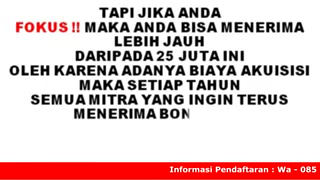 TAPI JIKA ANDA
FOKUS !! MAKA ANDA BISA MENERIMA
LEBIH JAUH
DARIPADA 25 JUTA INI
OLEH KARENA ADANYA BIAYA AKUISISI
MAKA SETIAP TAHUN
SEMUA MITRA YANG INGIN TERUS
MENERIMA BON
Informasi Pendaftaran : Wa - 085